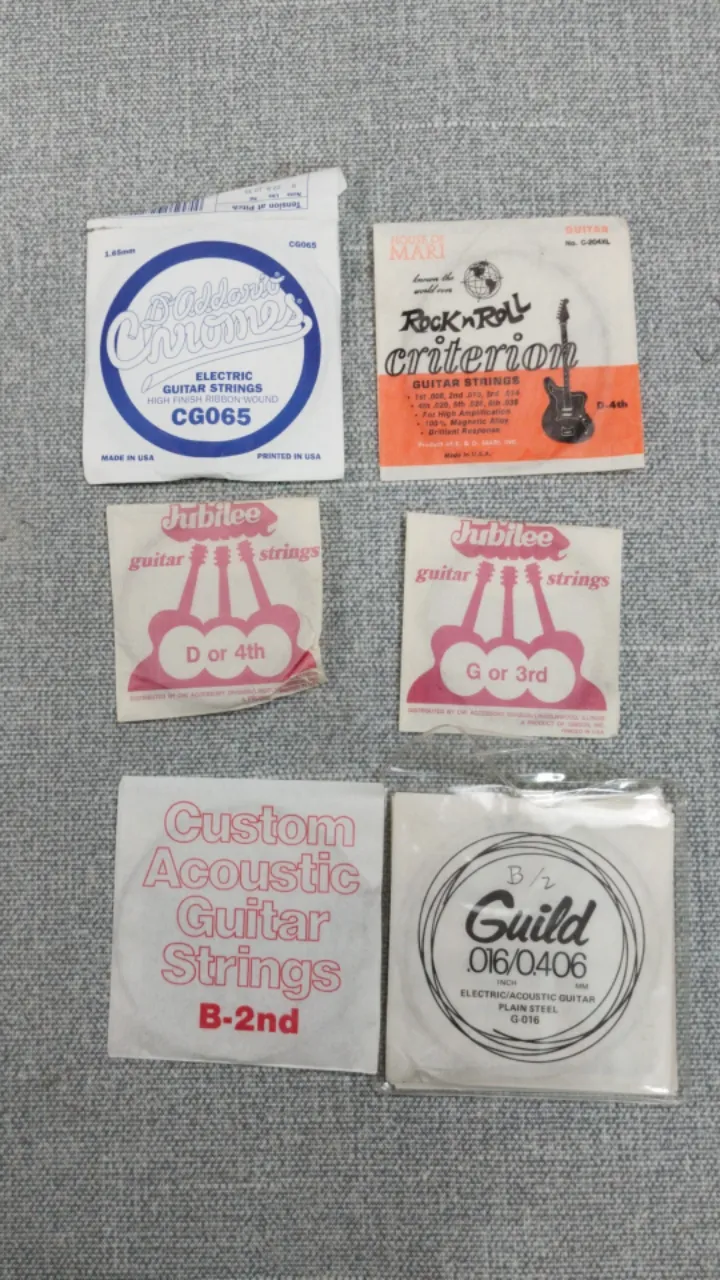 Tension at Pitch
1.65mm
CG065
D'Addario
Chromes
ELECTRIC
GUITAR STRINGS
HIGH FINISH RIBBON-WOUND
CG065
MADE IN USA
PRINTED IN USA
HOUSE OF
MARI
GUITAR
known the
world over
ROCK 'n' ROLL
criterion
GUITAR STRINGS
For High Amplification
100% Magnetic Alloy
Brilliant Response
D-4th
Made in U.S.A.
Jubilee
guitar strings
D or 4th
Jubilee
guitar strings
G or 3rd
Custom
Acoustic
Guitar
Strings
B-2nd
B/2
Guild
.016/0.406
INCH MM
ELECTRIC/ACOUSTIC GUITAR
PLAIN STEEL
G-016